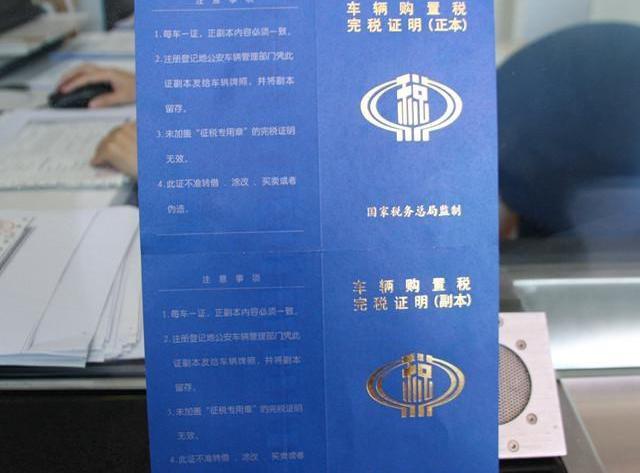 注意事项
1. 每车一证，正副本内容必须一致。
2. 注册登记地公安车辆管理部门凭此
证副本发给车辆牌照，并将副本
留存。
3. 未加盖“征税专用章”的完税证明
无效。
4. 此证不准转借、涂改、买卖或者
伪造。
车辆购置税
完税证明(正本)
税
国家税务总局监制
注意事项
1. 每车一证，正副本内容必须一致。
2. 注册登记地公安车辆管理部门凭
此证副本发给车辆牌照，并将副本
留存。
3. 未加盖“征税专用章”的完税证明
无效。
4. 此证不准转借、涂改、买卖或者
车辆购置税
完税证明(副本)
税